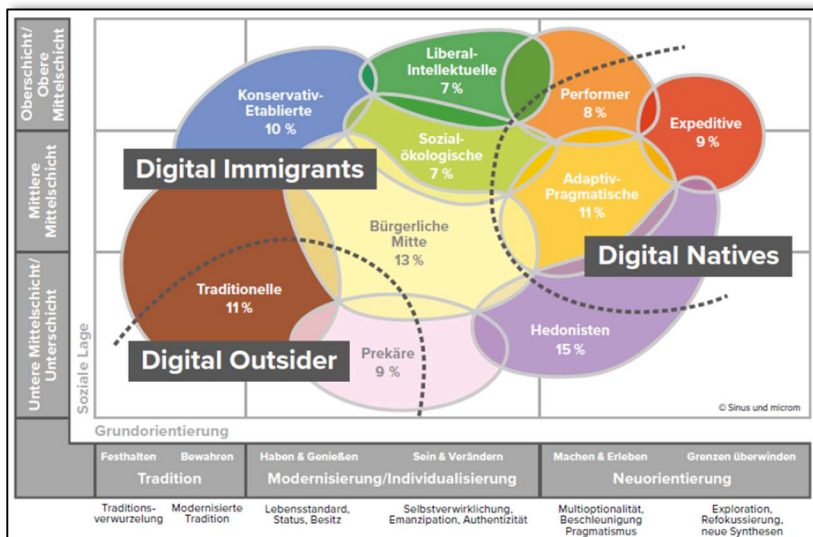 Oberschicht/
Obere
Mittelschicht
Mittlere
Mittelschicht
Untere Mittelschicht/
Unterschicht
Soziale Lage
Konservativ-
Etablierte
10 %
Liberal-
Intellektuelle
7 %
Performer
8 %
Expeditive
9 %
Sozial-
ökologische
7 %
Digital Immigrants
Adaptiv-
Pragmatische
11 %
Bürgerliche
Mitte
13 %
Digital Natives
Traditionelle
11 %
Digital Outsider
Prekäre
9 %
Hedonisten
15 %
© Sinus und microm
Grundorientierung
Festhalten Bewahren Haben & Genießen Sein & Verändern Machen & Erleben Grenzen überwinden
Tradition Modernisierung/Individualisierung Neuorientierung
Traditions-
verwurzelung
Modernisierte
Tradition
Lebensstandard,
Status, Besitz
Selbstverwirklichung,
Emanzipation, Authentizität
Multioptionalität,
Beschleunigung
Pragmatismus
Exploration,
Refokussierung,
neue Synthesen